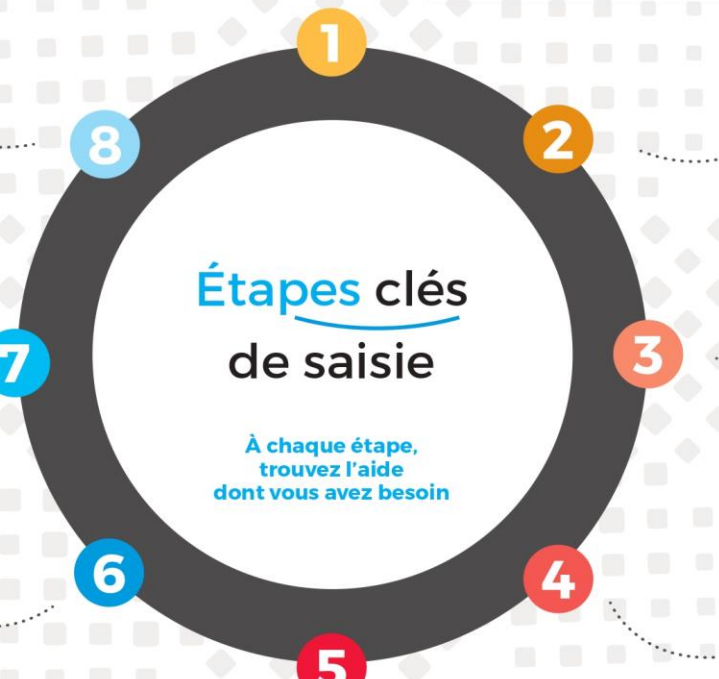 1
2
3
4
5
6
7
8
Étapes clés
de saisie
À chaque étape,
trouvez l'aide
dont vous avez besoin